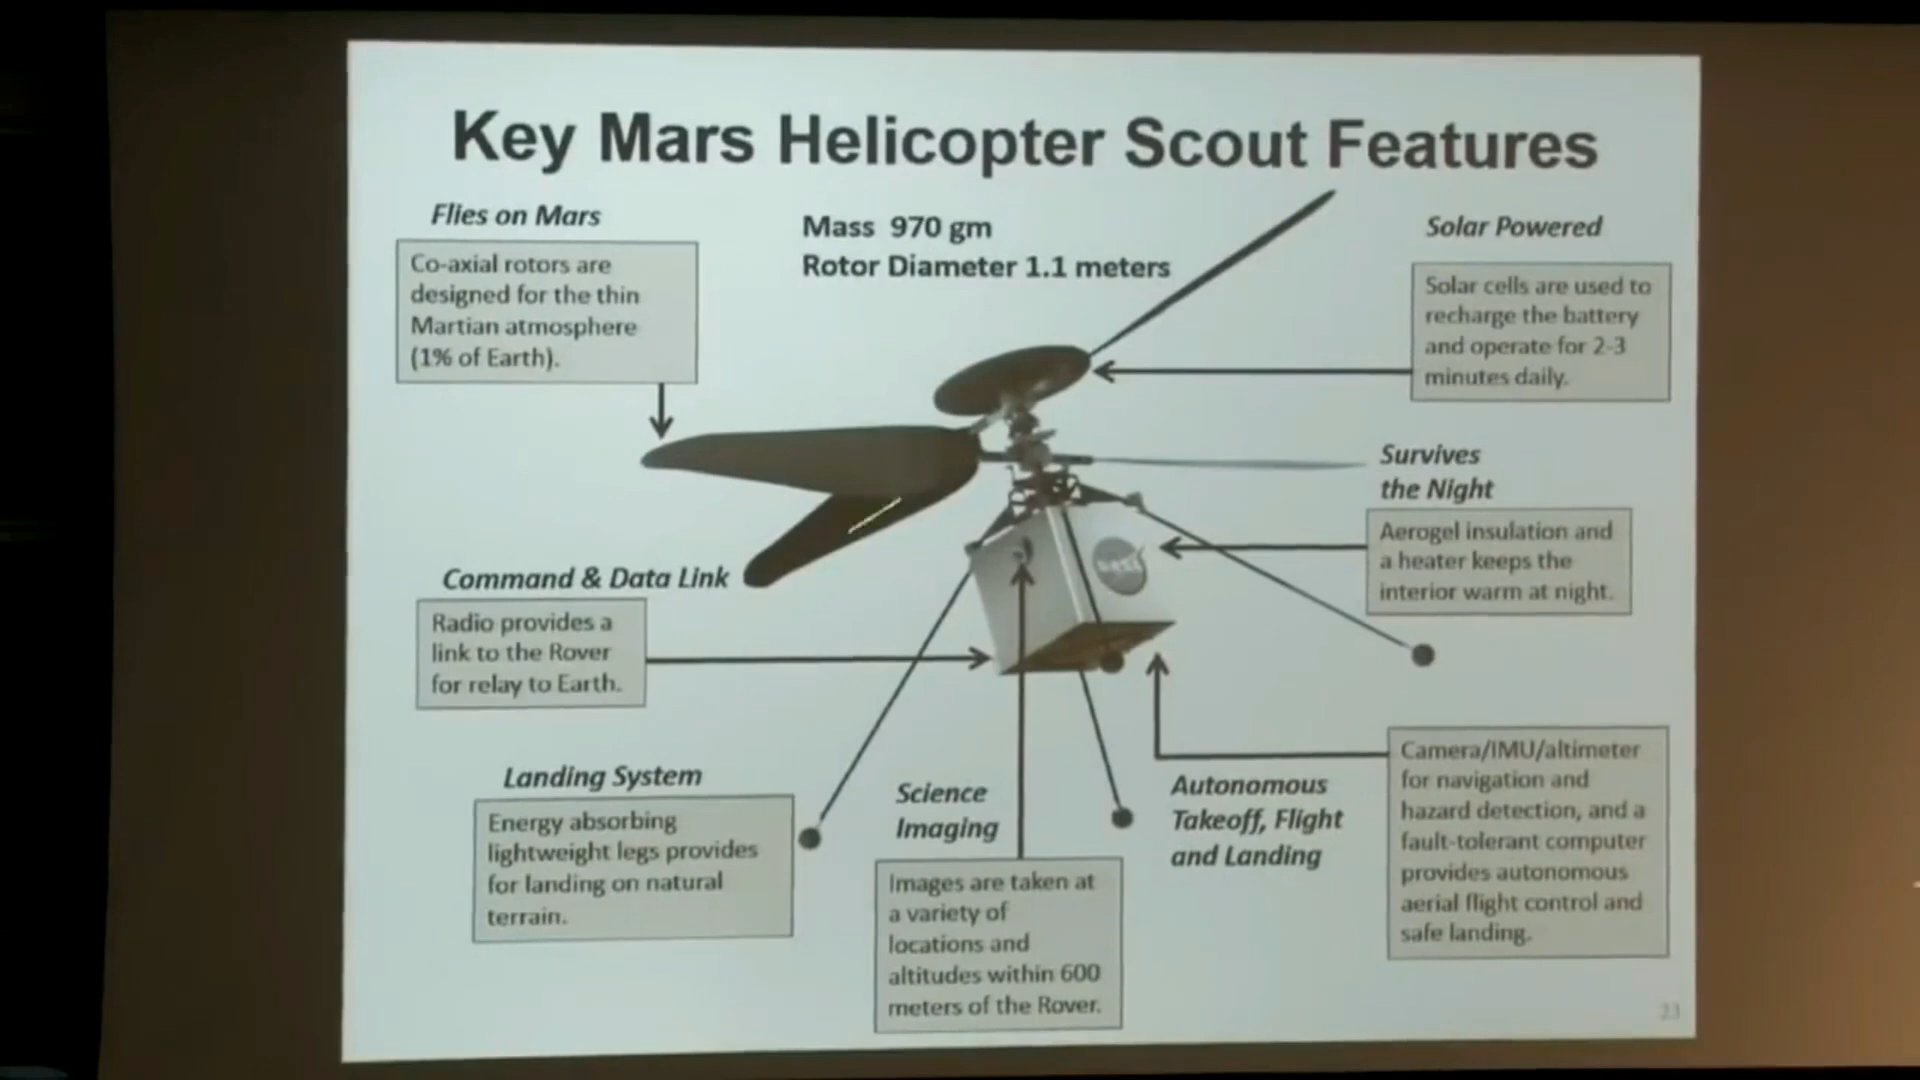 Key Mars Helicopter Scout Features
Flies on Mars
Co-axial rotors are
designed for the thin
Martian atmosphere
(1% of Earth).
Mass 970 gm
Rotor Diameter 1.1 meters
Solar Powered
Solar cells are used to
recharge the battery
and operate for 2-3
minutes daily.
Survives
the Night
Aerogel insulation and
a heater keeps the
interior warm at night.
NASA
Command & Data Link
Radio provides a
link to the Rover
for relay to Earth.
Landing System
Energy absorbing
lightweight legs provides
for landing on natural
terrain.
Science
Imaging
Images are taken at
a variety of
locations and
altitudes within 600
meters of the Rover.
Autonomous
Takeoff, Flight
and Landing
Camera/IMU/altimeter
for navigation and
hazard detection, and a
fault-tolerant computer
provides autonomous
aerial flight control and
safe landing.
23